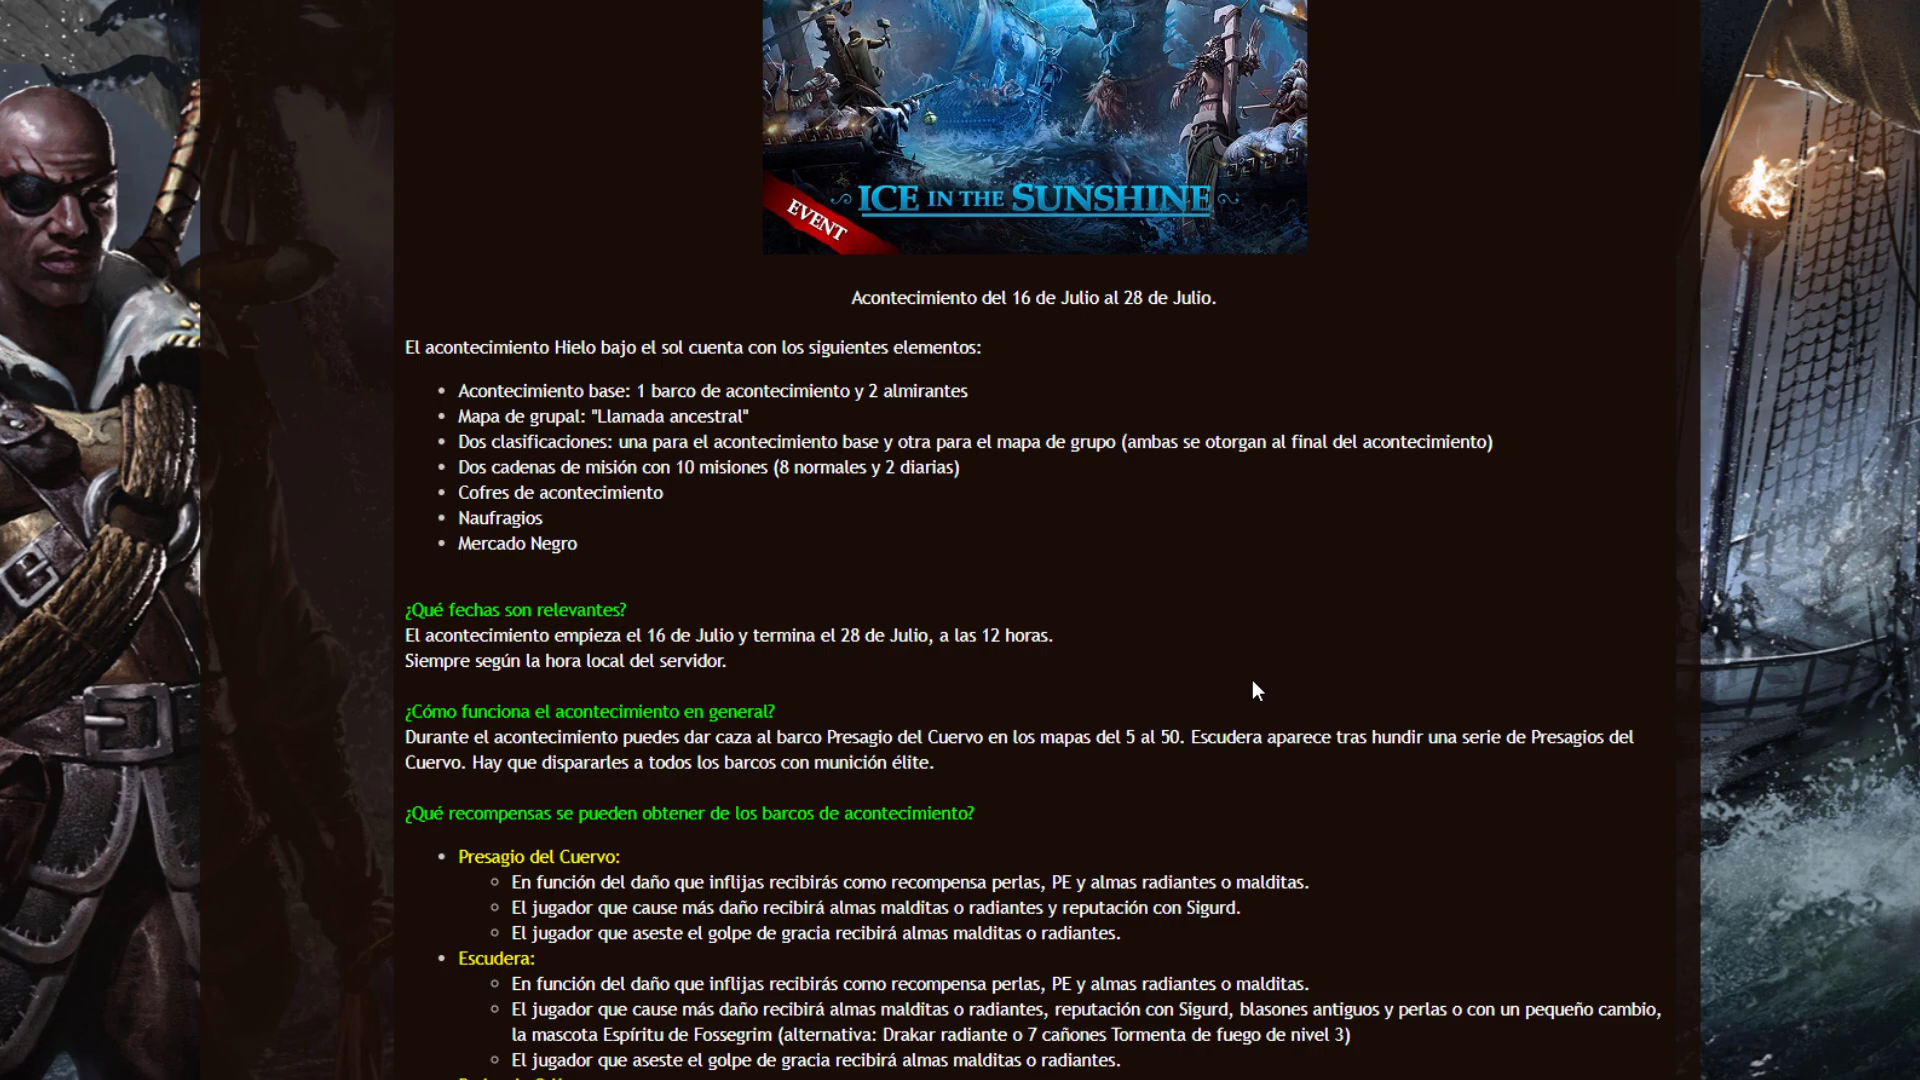 ICE IN THE SUNSHINE
EVENT
Acontecimiento del 16 de Julio al 28 de Julio.
El acontecimiento Hielo bajo el sol cuenta con los siguientes elementos:
Acontecimiento base: 1 barco de acontecimiento y 2 almirantes
Mapa de grupal: "Llamada ancestral"
Dos clasificaciones: una para el acontecimiento base y otra para el mapa de grupo (ambas se otorgan al final del acontecimiento)
Dos cadenas de misión con 10 misiones (8 normales y 2 diarias)
Cofres de acontecimiento
Naufragios
Mercado Negro
¿Qué fechas son relevantes?
El acontecimiento empieza el 16 de Julio y termina el 28 de Julio, a las 12 horas.
Siempre según la hora local del servidor.
¿Cómo funciona el acontecimiento en general?
Durante el acontecimiento puedes dar caza al barco Presagio del Cuervo en los mapas del 5 al 50. Escudera aparece tras hundir una serie de Presagios del
Cuervo. Hay que dispararles a todos los barcos con munición élite.
¿Qué recompensas se pueden obtener de los barcos de acontecimiento?
Presagio del Cuervo:
En función del daño que inflijas recibirás como recompensa perlas, PE y almas radiantes o malditas.
El jugador que cause más daño recibirá almas malditas o radiantes y reputación con Sigurd.
El jugador que aseste el golpe de gracia recibirá almas malditas o radiantes.
Escudera:
En función del daño que inflijas recibirás como recompensa perlas, PE y almas radiantes o malditas.
El jugador que cause más daño recibirá almas malditas o radiantes, reputación con Sigurd, blasones antiguos y perlas o con un pequeño cambio,
la mascota Espíritu de Fossegrim (alternativa: Drakar radiante o 7 cañones Tormenta de fuego de nivel 3)
El jugador que aseste el golpe de gracia recibirá almas malditas o radiantes.